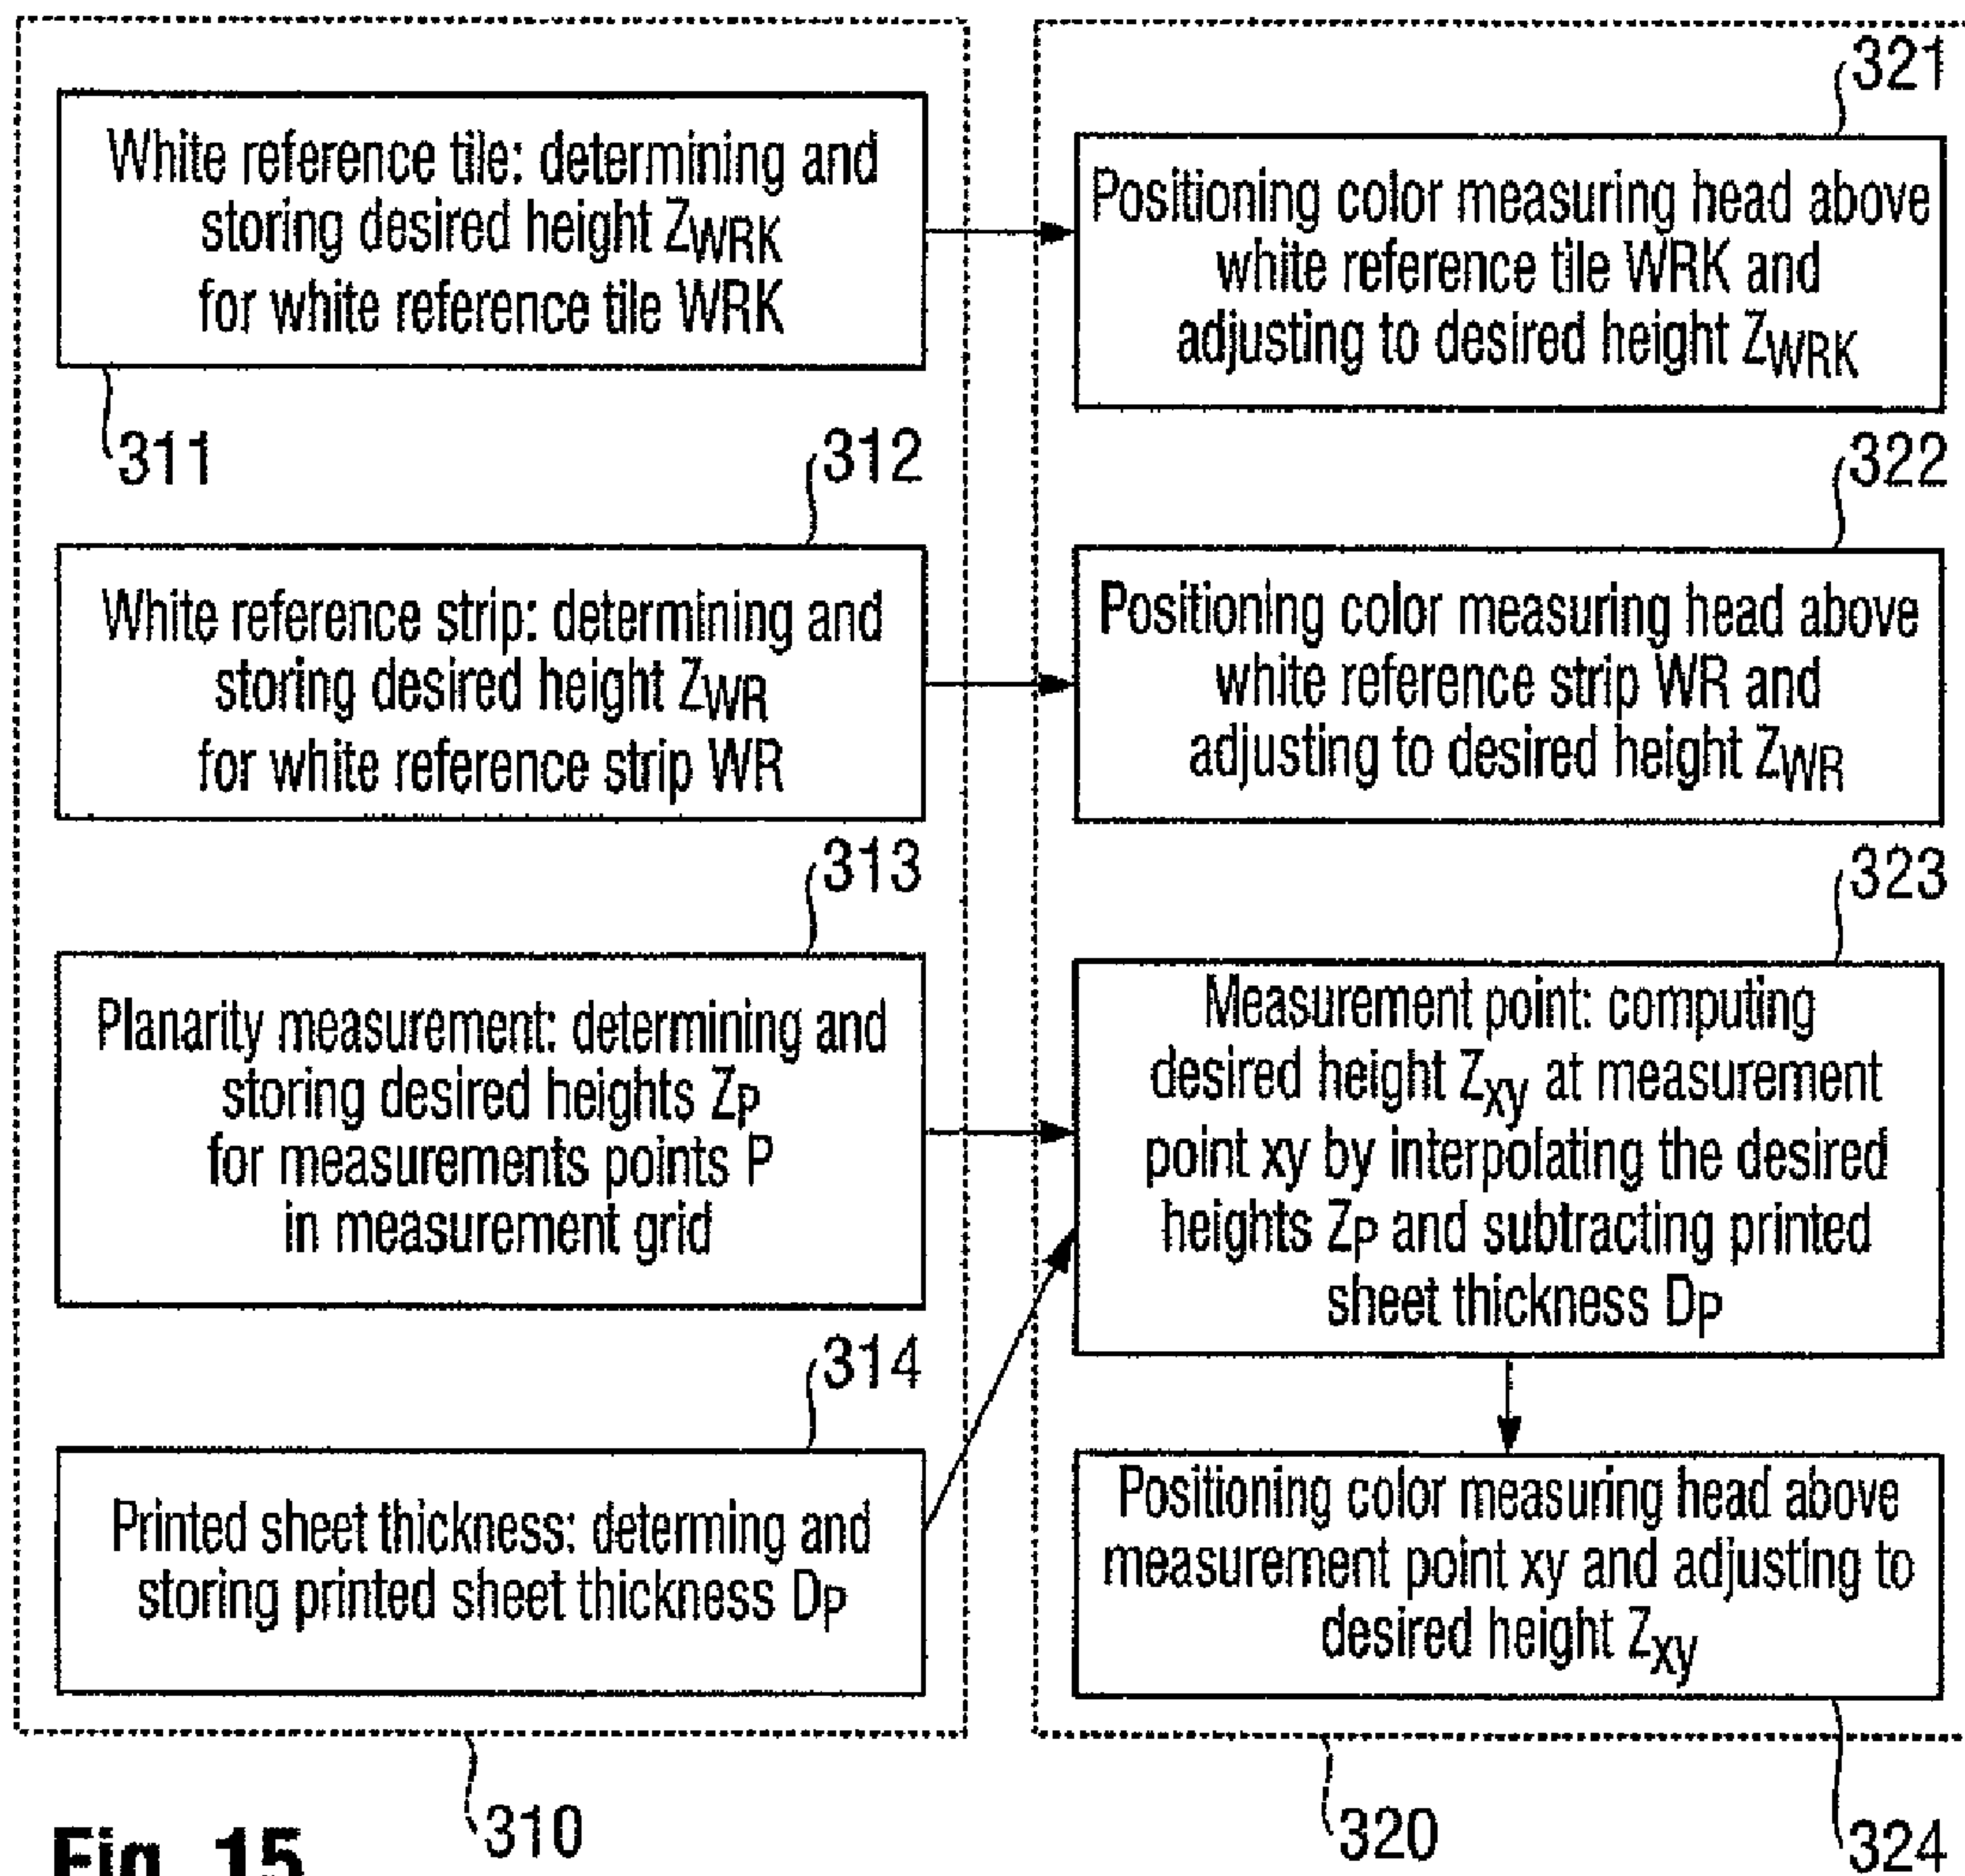 White reference tile: determining and
storing desired height ZWRK
for white reference tile WRK
311
312
White reference strip: determining and
storing desired height ZWR
for white reference strip WR
313
Planarity measurement: determining and
storing desired heights ZP
for measurements points P
in measurement grid
314
Printed sheet thickness: determing and
storing printed sheet thickness DP
310
321
Positioning color measuring head above
white reference tile WRK and
adjusting to desired height ZWRK
322
Positioning color measuring head above
white reference strip WR and
adjusting to desired height ZWR
323
Measurement point: computing
desired height Zxy at measurement
point xy by interpolating the desired
heights ZP and subtracting printed
sheet thickness DP
Positioning color measuring head above
measurement point xy and adjusting to
desired height Zxy
320
324
Fig. 15